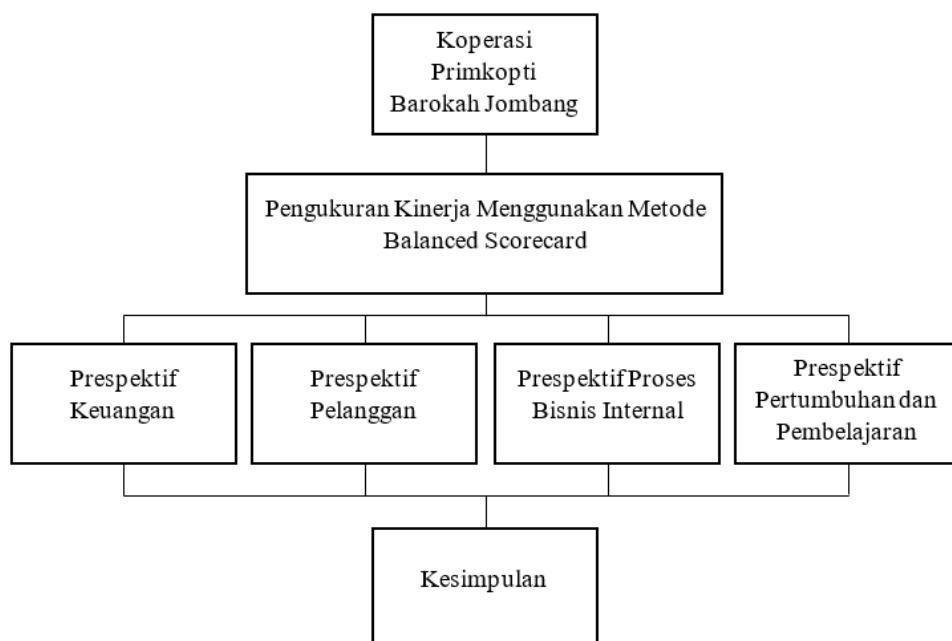 Koperasi
Primkopti
Barokah Jombang
Pengukuran Kinerja Menggunakan Metode
Balanced Scorecard
Prespektif
Keuangan
Prespektif
Pelanggan
Prespektif Proses
Bisnis Internal
Prespektif
Pertumbuhan dan
Pembelajaran
Kesimpulan